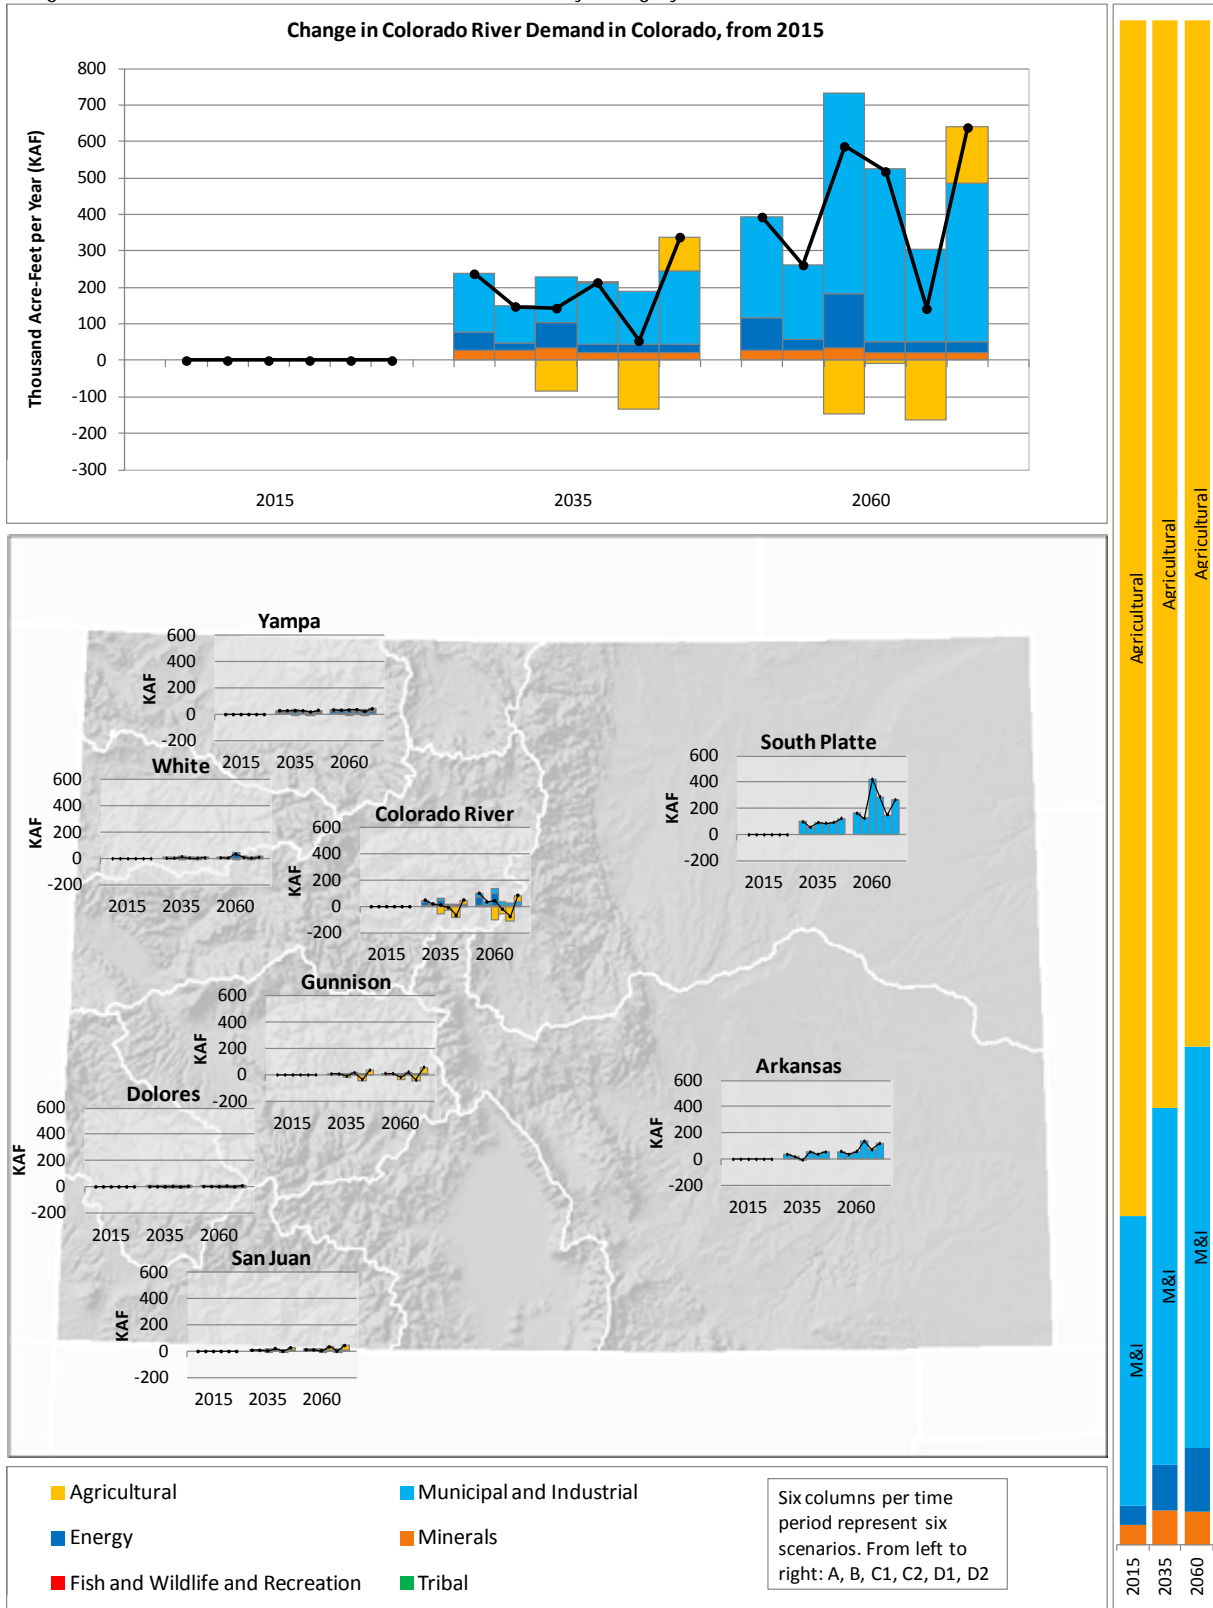 Change in Colorado River Demand in Colorado, from 2015
Thousand Acre-Feet per Year (KAF)
800
700
600
500
400
300
200
100
0
-100
-200
-300
2015 2035 2060
Yampa
KAF
600
400
200
0
-200
2015 2035 2060
White
KAF
600
400
200
0
-200
2015 2035 2060
Colorado River
KAF
600
400
200
0
-200
2015 2035 2060
South Platte
KAF
600
400
200
0
-200
2015 2035 2060
Gunnison
KAF
600
400
200
0
-200
2015 2035 2060
Arkansas
KAF
600
400
200
0
-200
2015 2035 2060
Dolores
KAF
600
400
200
0
-200
2015 2035 2060
San Juan
KAF
600
400
200
0
-200
2015 2035 2060
Agricultural
Municipal and Industrial
Energy
Minerals
Fish and Wildlife and Recreation
Tribal
Six columns per time
period represent six
scenarios. From left to
right: A, B, C1, C2, D1, D2
Agricultural
M&I
2015
Agricultural
M&I
2035
Agricultural
M&I
2060